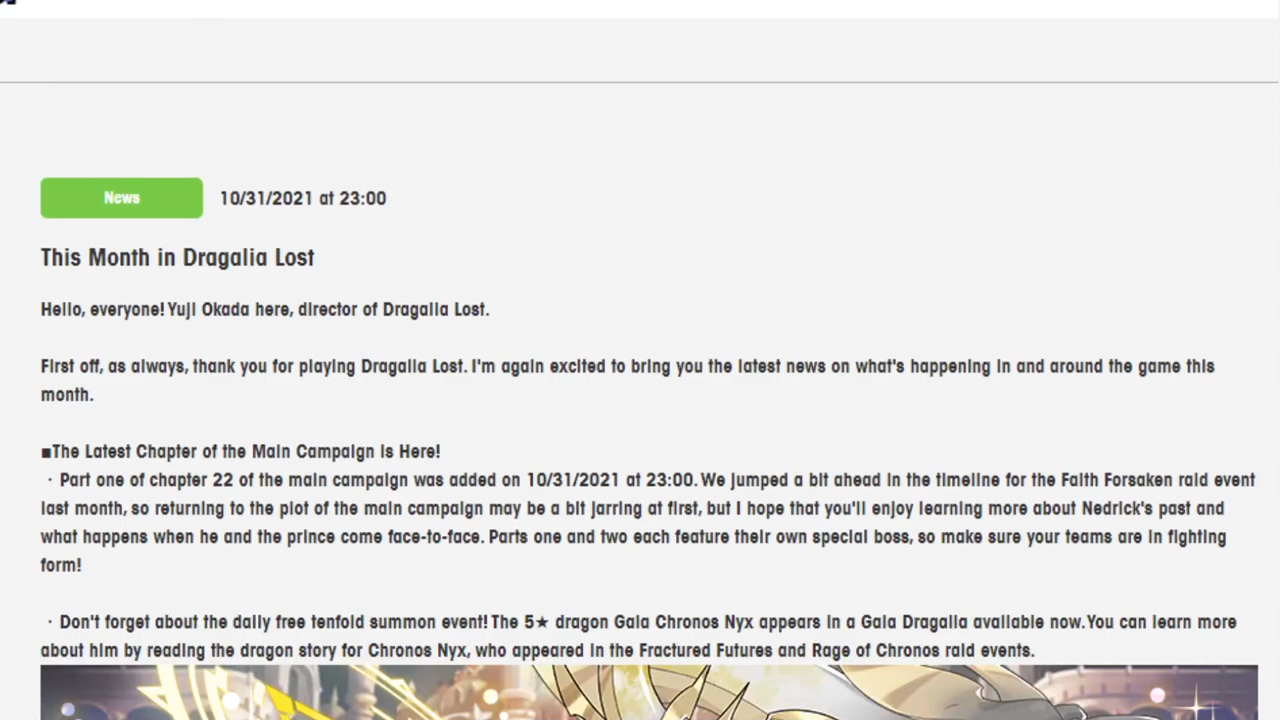 News 10/31/2021 at 23:00
This Month in Dragalia Lost
Hello, everyone! Yuji Okada here, director of Dragalia Lost.
First off, as always, thank you for playing Dragalia Lost. I'm again excited to bring you the latest news on what's happening in and around the game this
month.
■The Latest Chapter of the Main Campaign is Here!
・Part one of chapter 22 of the main campaign was added on 10/31/2021 at 23:00. We jumped a bit ahead in the timeline for the Faith Forsaken raid event
last month, so returning to the plot of the main campaign may be a bit jarring at first, but I hope that you'll enjoy learning more about Nedrick's past and
what happens when he and the prince come face-to-face. Parts one and two each feature their own special boss, so make sure your teams are in fighting
form!
・Don't forget about the daily free tenfold summon event! The 5★ dragon Gala Chronos Nyx appears in a Gala Dragalia available now. You can learn more
about him by reading the dragon story for Chronos Nyx, who appeared in the Fractured Futures and Rage of Chronos raid events.